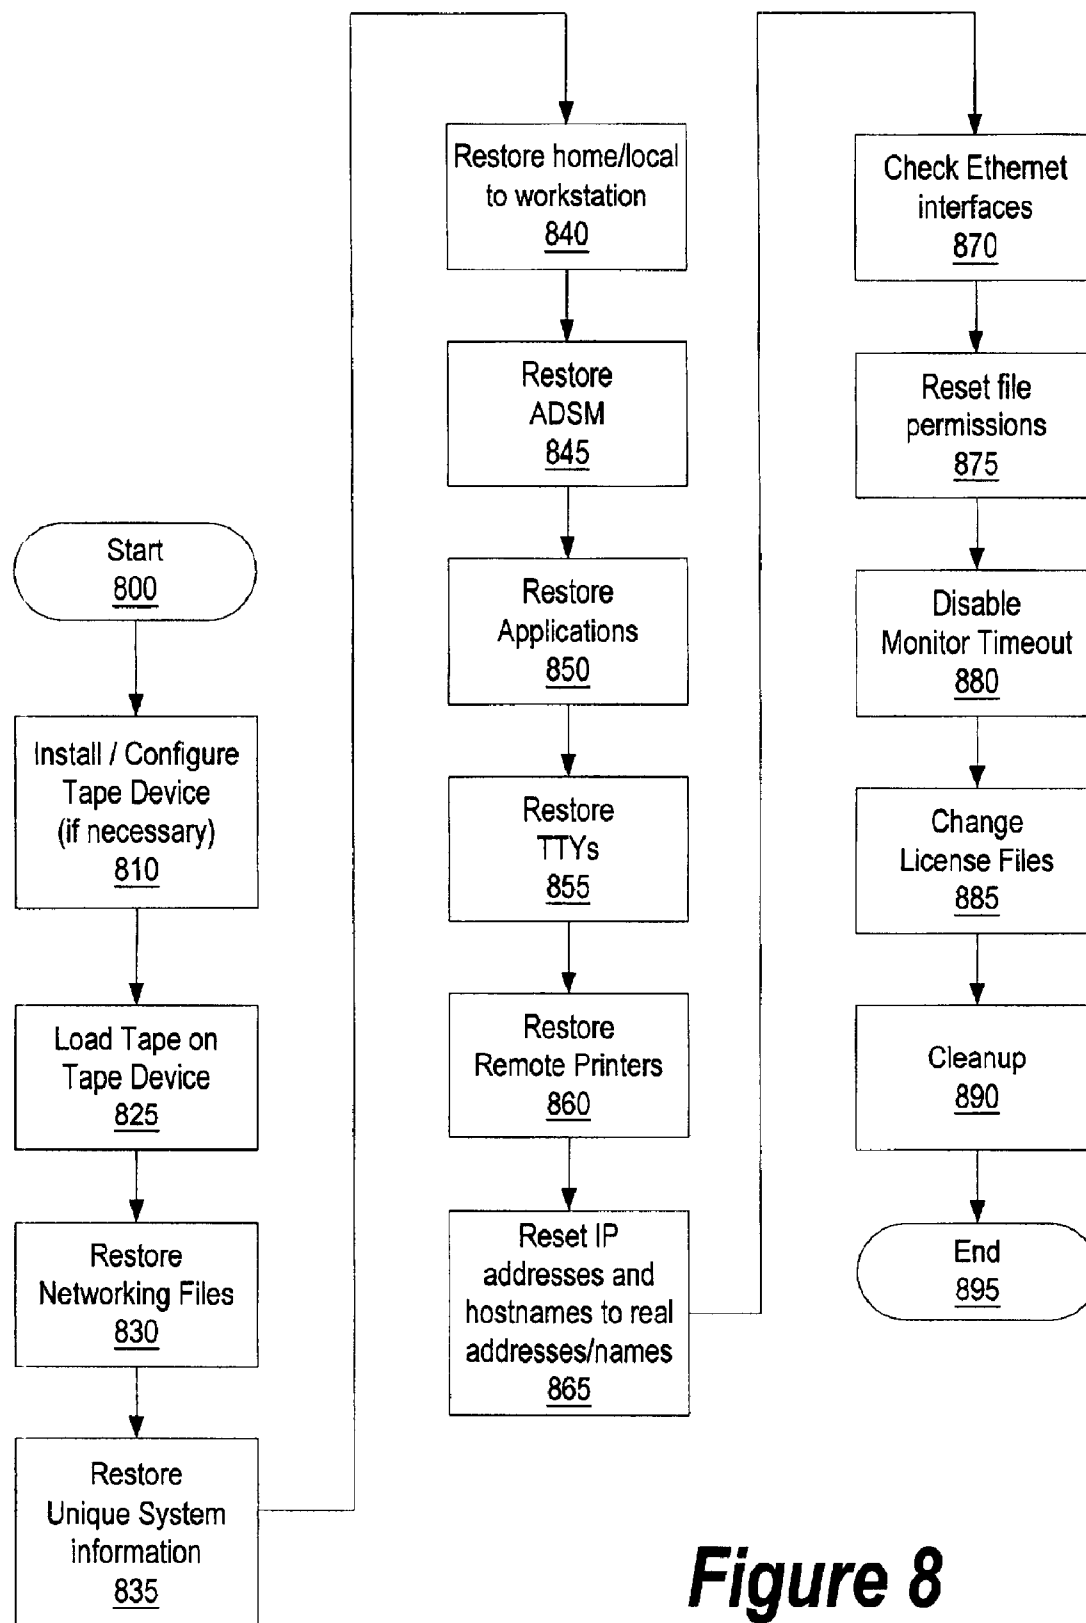 Start
800
Install / Configure
Tape Device
(if necessary)
810
Load Tape on
Tape Device
825
Restore
Networking Files
830
Restore
Unique System
information
835
Restore home/local
to workstation
840
Restore
ADSM
845
Restore
Applications
850
Restore
TTYs
855
Restore
Remote Printers
860
Reset IP
addresses and
hostnames to real
addresses/names
865
Check Ethernet
interfaces
870
Reset file
permissions
875
Disable
Monitor Timeout
880
Change
License Files
885
Cleanup
890
End
895
Figure 8